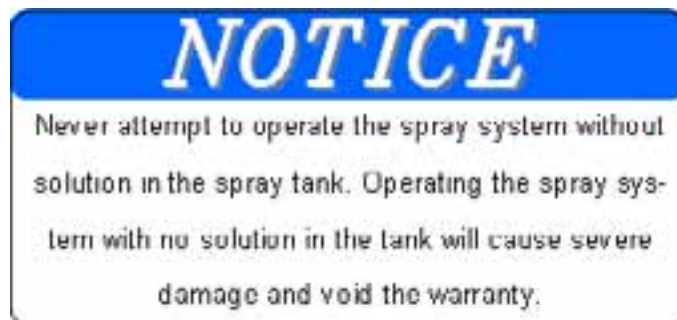 NOTICE
Never attempt to operate the spray system without
solution in the spray tank. Operating the spray sys-
tem with no solution in the tank will cause severe
damage and void the warranty.